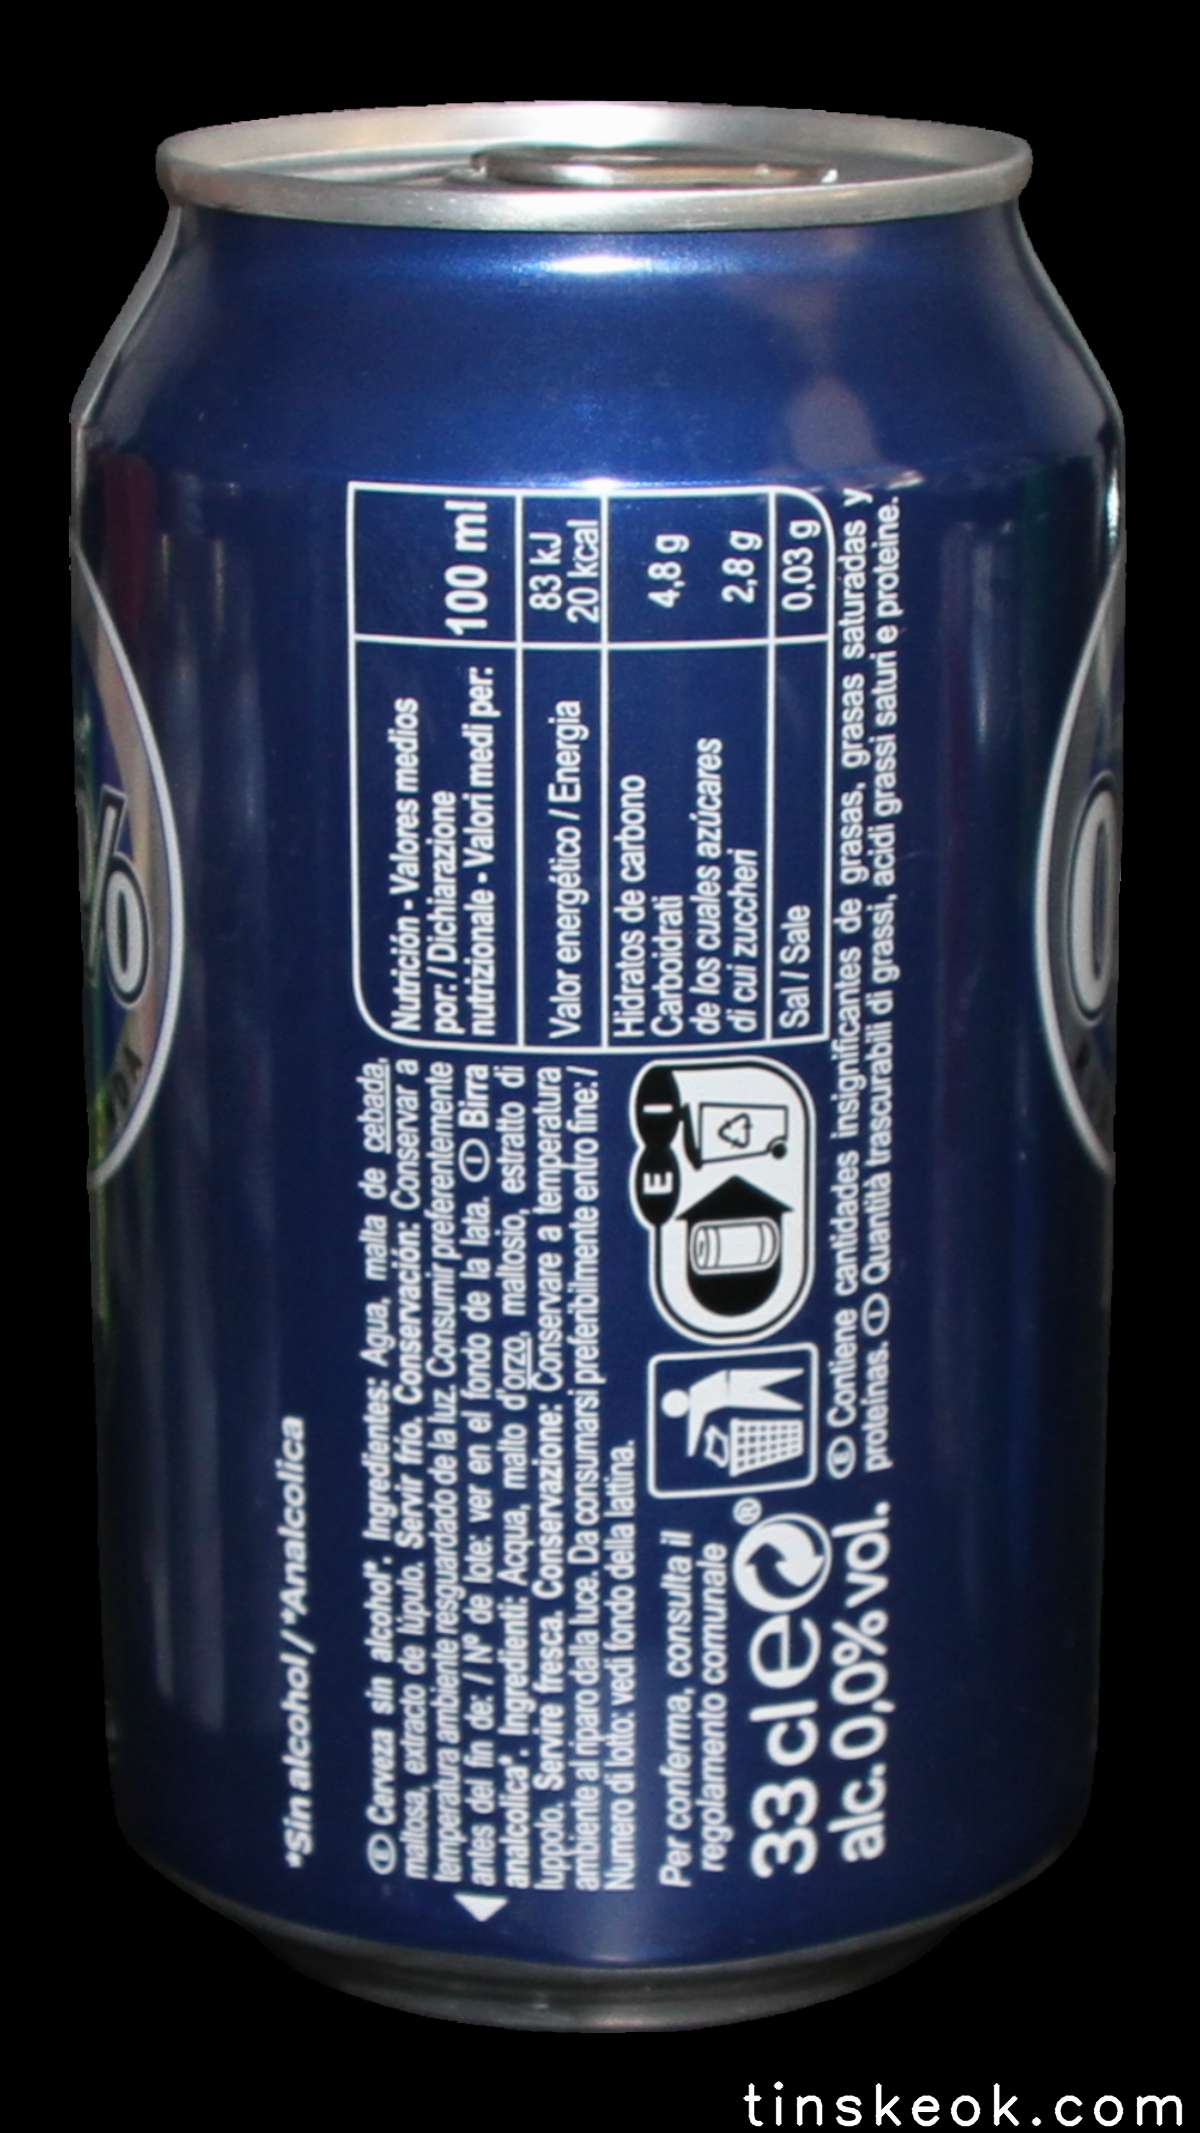 *Sin alcohol / *Analcolica
E Cerveza sin alcohol*. Ingredientes: Agua, malta de cebada,
maltosa, extracto de lúpulo. Servir frío. Conservación: Conservar a
temperatura ambiente resguardado de la luz. Consumir preferentemente
antes del fin de: / Nº de lote: ver en el fondo de la lata. I Birra
analcolica*. Ingredienti: Acqua, malto d'orzo, maltosio, estratto di
luppolo. Servire fresca. Conservazione: Conservare a temperatura
ambiente al riparo dalla luce. Da consumarsi preferibilmente entro fine: /
Numero di lotto: vedi fondo della lattina.
Nutrición - Valores medios
por: / Dichiarazione
nutrizionale - Valori medi per: 100 ml
Valor energético / Energia 83 kJ
20 kcal
Hidratos de carbono
Carboidrati 4,8 g
de los cuales azúcares
di cui zuccheri 2,8 g
Sal / Sale 0,03 g
E I
Per conferma, consulta il
regolamento comunale
33 cl e ®
alc. 0,0% vol.
E Contiene cantidades insignificantes de grasas, grasas saturadas y
proteínas. I Quantità trascurabili di grassi, acidi grassi saturi e proteine.
%
0
tinskeok.com